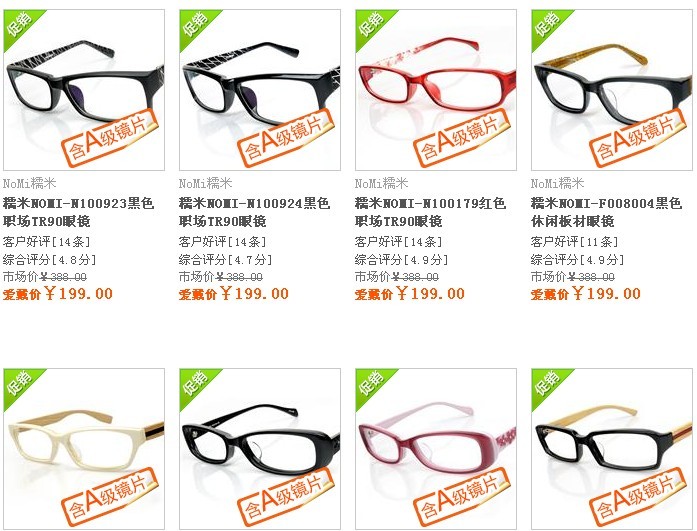 促销
促销
促销
促销
含A级镜片
含A级镜片
含A级镜片
含A级镜片
NoMi糯米
NoMi糯米
NoMi糯米
NoMi糯米
糯米NOMI-N100923黑色
职场TR90眼镜
糯米NOMI-N100924黑色
职场TR90眼镜
糯米NOMI-N100179红色
职场TR90眼镜
糯米NOMI-F008004黑色
休闲板材眼镜
客户好评[14条]
客户好评[14条]
客户好评[14条]
客户好评[11条]
综合评分[4.8分]
综合评分[4.7分]
综合评分[4.9分]
综合评分[4.9分]
市场价¥388.00
市场价¥388.00
市场价¥388.00
市场价¥388.00
爱戴价¥199.00
爱戴价¥199.00
爱戴价¥199.00
爱戴价¥199.00
促销
促销
促销
促销
含A级镜片
含A级镜片
含A级镜片
含A级镜片